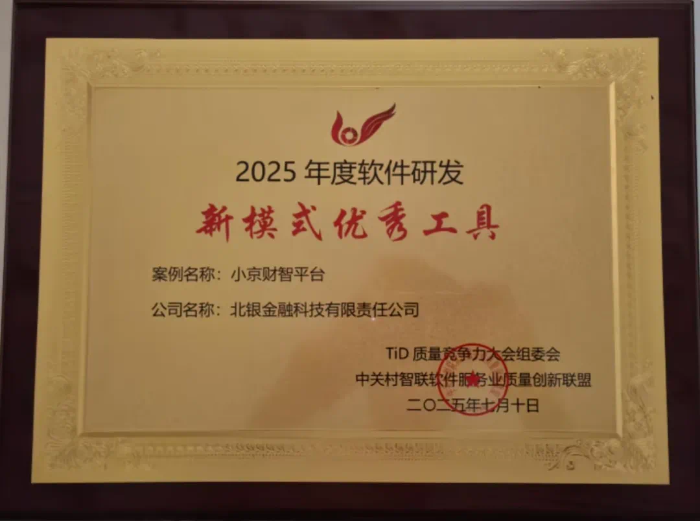 2025 年度软件研发
新模式优秀工具
案例名称：小京财智平台
公司名称：北银金融科技有限责任公司
TiD 质量竞争力大会组委会
中关村智联软件服务业质量创新联盟
二〇二五年七月十日